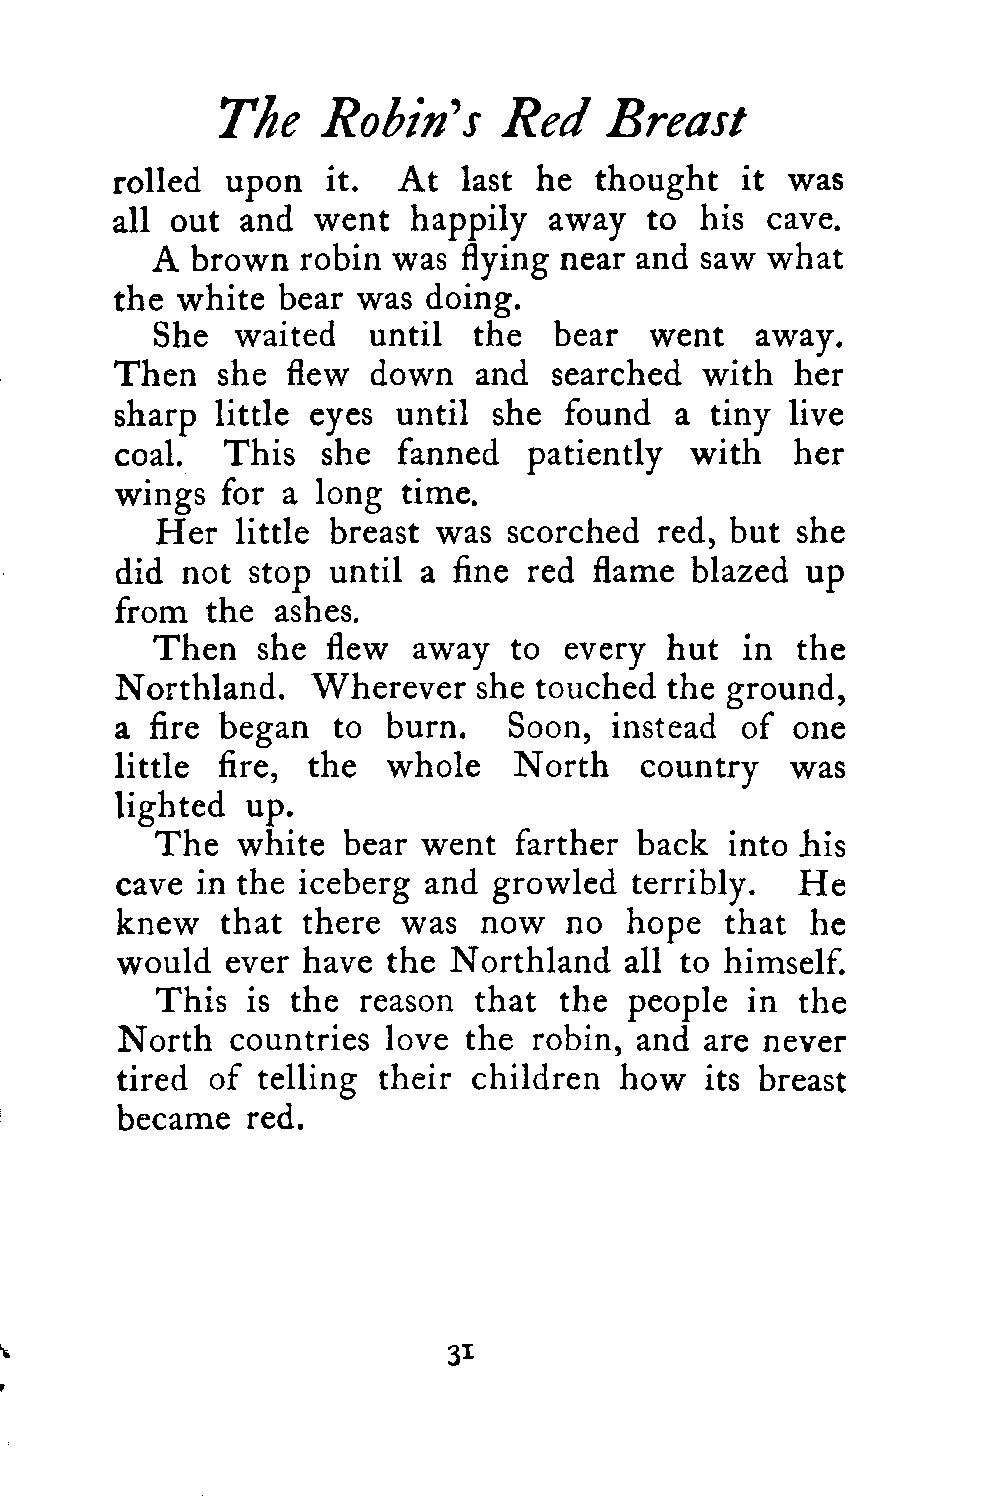 The Robin's Red Breast
rolled upon it. At last he thought it was
all out and went happily away to his cave.
A brown robin was flying near and saw what
the white bear was doing.
She waited until the bear went away.
Then she flew down and searched with her
sharp little eyes until she found a tiny live
coal. This she fanned patiently with her
wings for a long time.
Her little breast was scorched red, but she
did not stop until a fine red flame blazed up
from the ashes.
Then she flew away to every hut in the
Northland. Wherever she touched the ground,
a fire began to burn. Soon, instead of one
little fire, the whole North country was
lighted up.
The white bear went farther back into his
cave in the iceberg and growled terribly. He
knew that there was now no hope that he
would ever have the Northland all to himself.
This is the reason that the people in the
North countries love the robin, and are never
tired of telling their children how its breast
became red.
31